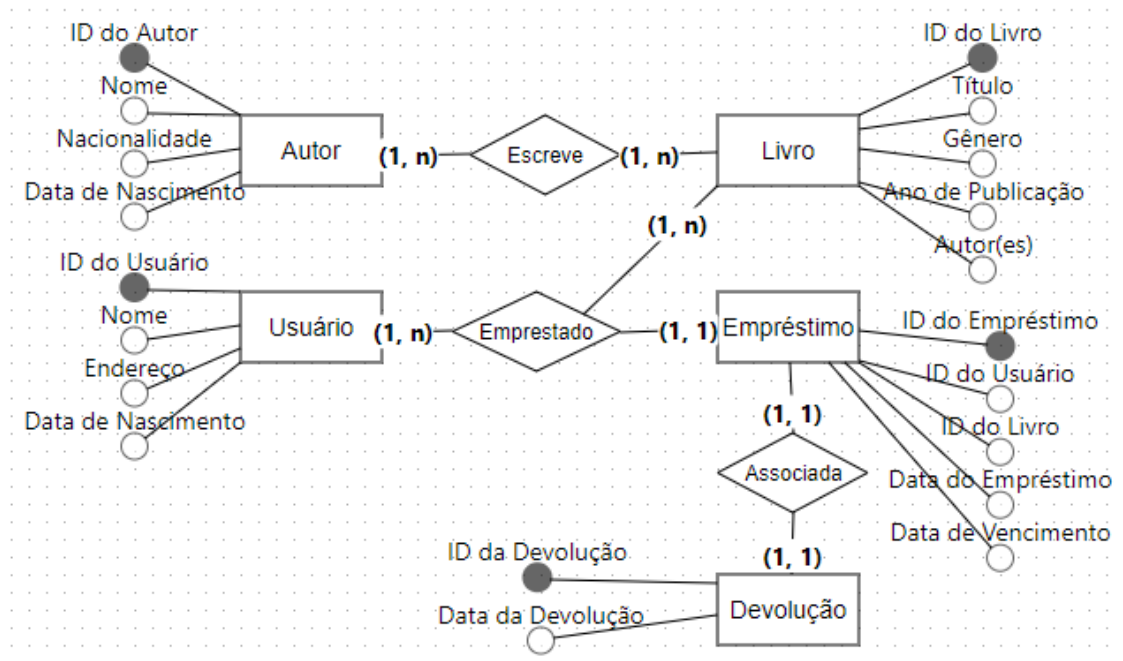 ID do Autor
Nome
Nacionalidade
Data de Nascimento
Autor
(1, n)
Escreve
(1, n)
Livro
ID do Livro
Título
Gênero
Ano de Publicação
Autor(es)
(1, n)
ID do Usuário
Nome
Endereço
Data de Nascimento
Usuário
(1, n)
Emprestado
(1, 1)
Empréstimo
ID do Empréstimo
ID do Usuário
ID do Livro
Data do Empréstimo
Data de Vencimento
(1, 1)
Associada
(1, 1)
ID da Devolução
Data da Devolução
Devolução